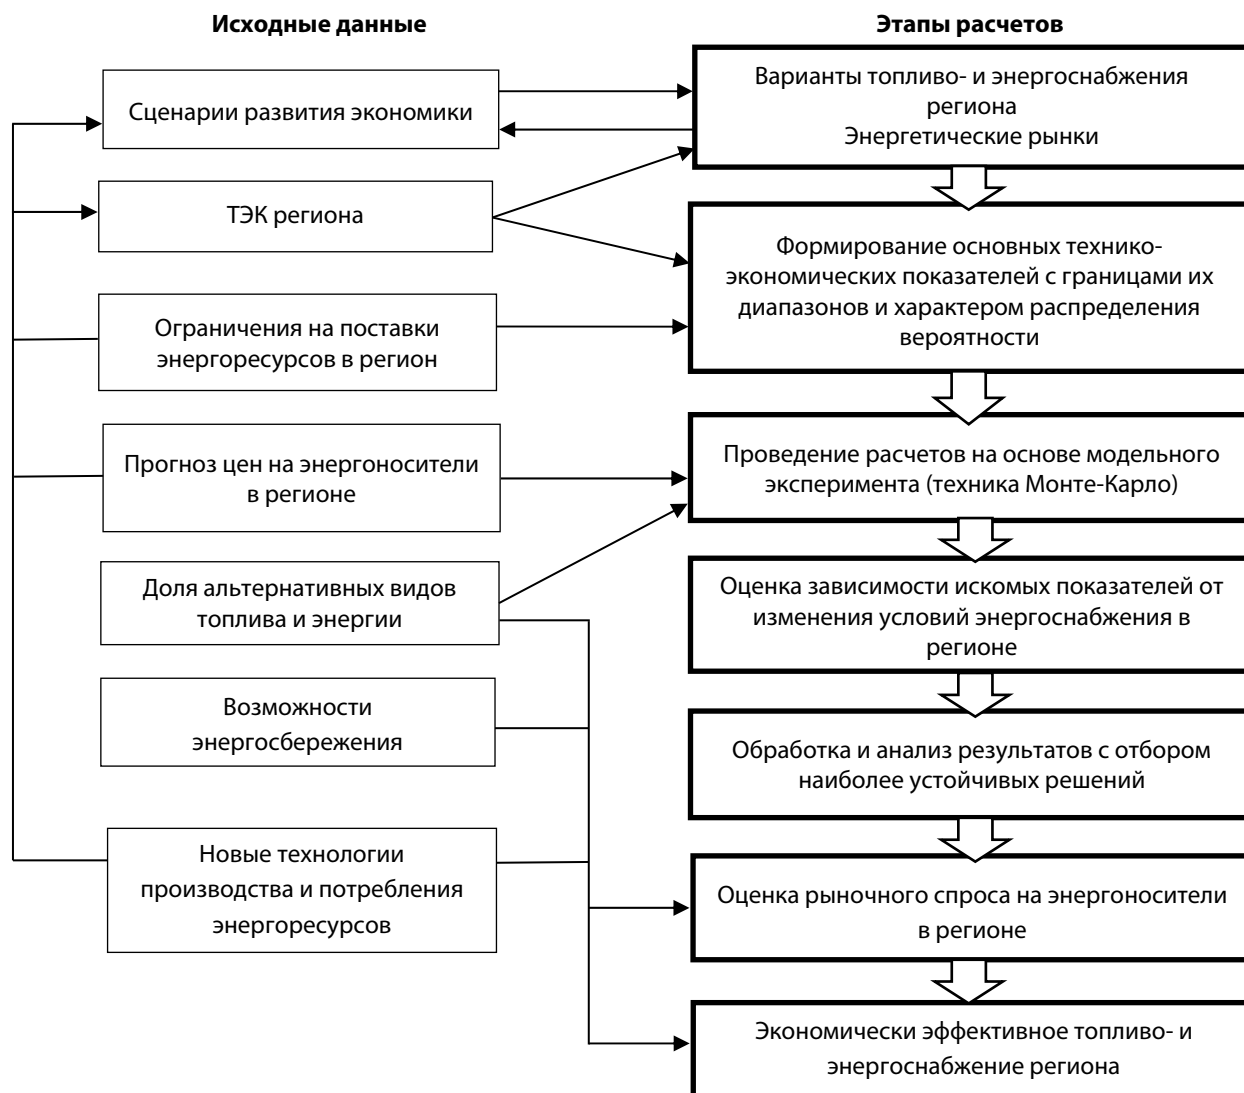 Исходные данные
Сценарии развития экономики
ТЭК региона
Ограничения на поставки
энергоресурсов в регион
Прогноз цен на энергоносители
в регионе
Доля альтернативных видов
топлива и энергии
Возможности
энергосбережения
Новые технологии
производства и потребления
энергоресурсов
Этапы расчетов
Варианты топливо- и энергоснабжения
региона
Энергетические рынки
Формирование основных технико-
экономических показателей с границами их
диапазонов и характером распределения
вероятности
Проведение расчетов на основе модельного
эксперимента (техника Монте-Карло)
Оценка зависимости искомых показателей от
изменения условий энергоснабжения в
регионе
Обработка и анализ результатов с отбором
наиболее устойчивых решений
Оценка рыночного спроса на энергоносители
в регионе
Экономически эффективное топливо- и
энергоснабжение региона